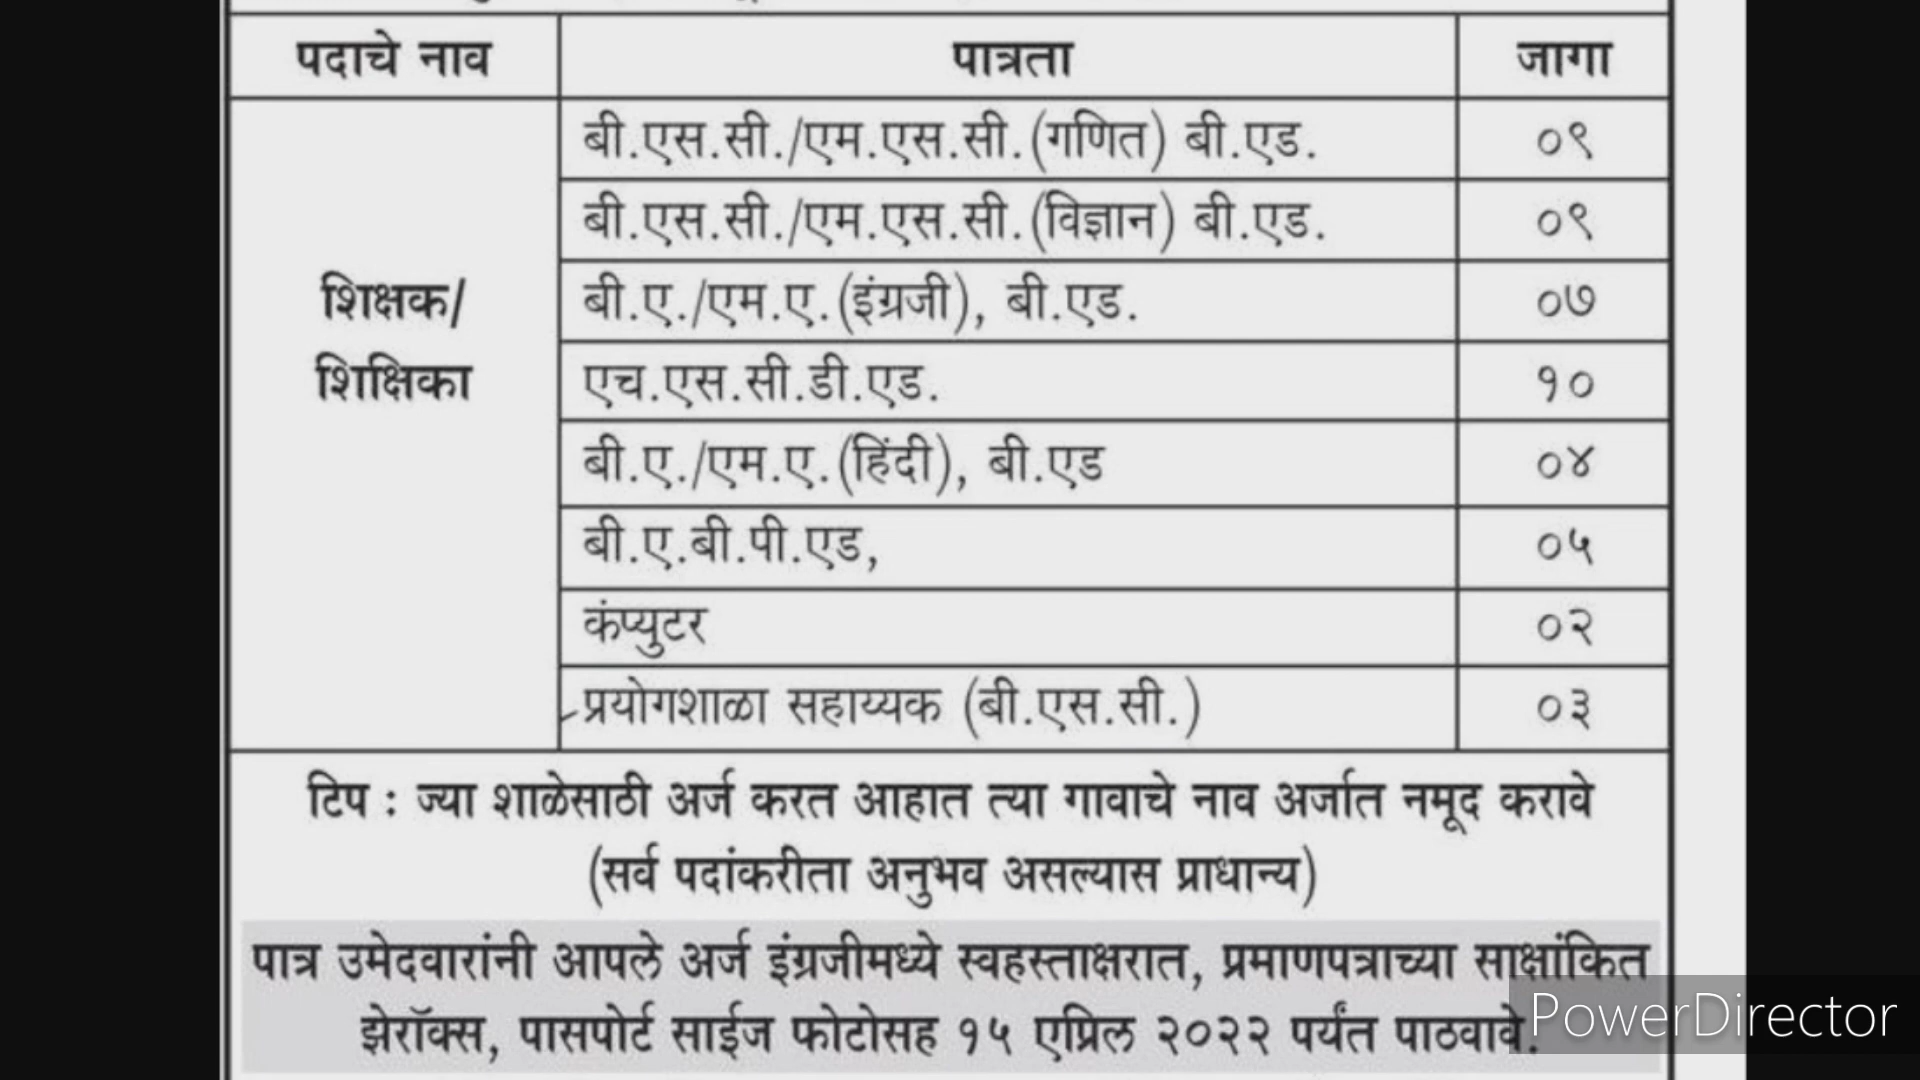 पदाचे नाव पात्रता जागा
बी.एस.सी./एम.एस.सी.(गणित) बी.एड. ०९
बी.एस.सी./एम.एस.सी.(विज्ञान) बी.एड. ०९
शिक्षक/ बी.ए./एम.ए.(इंग्रजी), बी.एड. ०७
शिक्षिका एच.एस.सी.डी.एड. १०
बी.ए./एम.ए.(हिंदी), बी.एड ०४
बी.ए.बी.पी.एड, ०५
कंप्युटर ०२
प्रयोगशाळा सहाय्यक (बी.एस.सी.) ०३
टिप : ज्या शाळेसाठी अर्ज करत आहात त्या गावाचे नाव अर्जात नमूद करावे
(सर्व पदांकरीता अनुभव असल्यास प्राधान्य)
पात्र उमेदवारांनी आपले अर्ज इंग्रजीमध्ये स्वहस्ताक्षरात, प्रमाणपत्राच्या साक्षांकित
झेरॉक्स, पासपोर्ट साईज फोटोसह १५ एप्रिल २०२२ पर्यंत पाठवावे.
PowerDirector